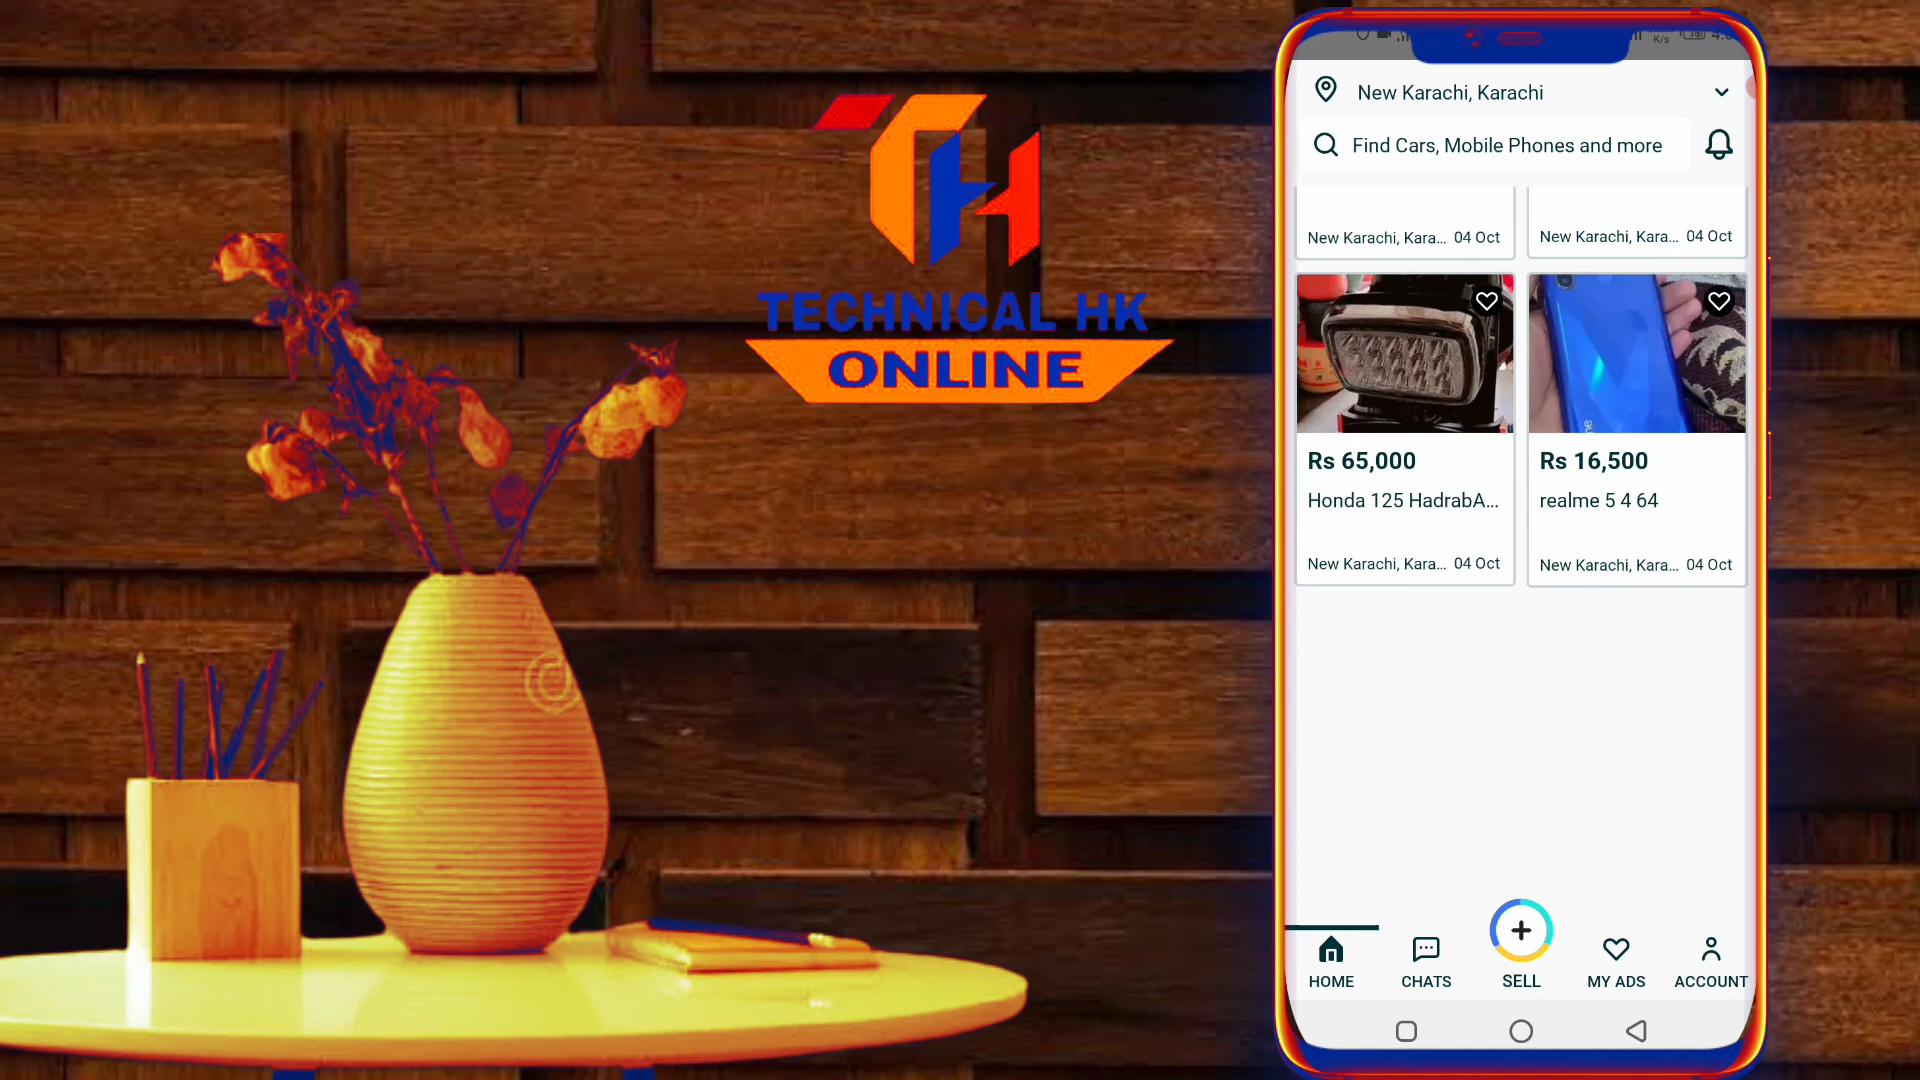 TECHNICAL HK
ONLINE
K/s
New Karachi, Karachi
Find Cars, Mobile Phones and more
New Karachi, Kara... 04 Oct
New Karachi, Kara... 04 Oct
Rs 65,000
Honda 125 HadrabA...
New Karachi, Kara... 04 Oct
Rs 16,500
realme 5 4 64
New Karachi, Kara... 04 Oct
HOME
CHATS
SELL
MY ADS
ACCOUNT